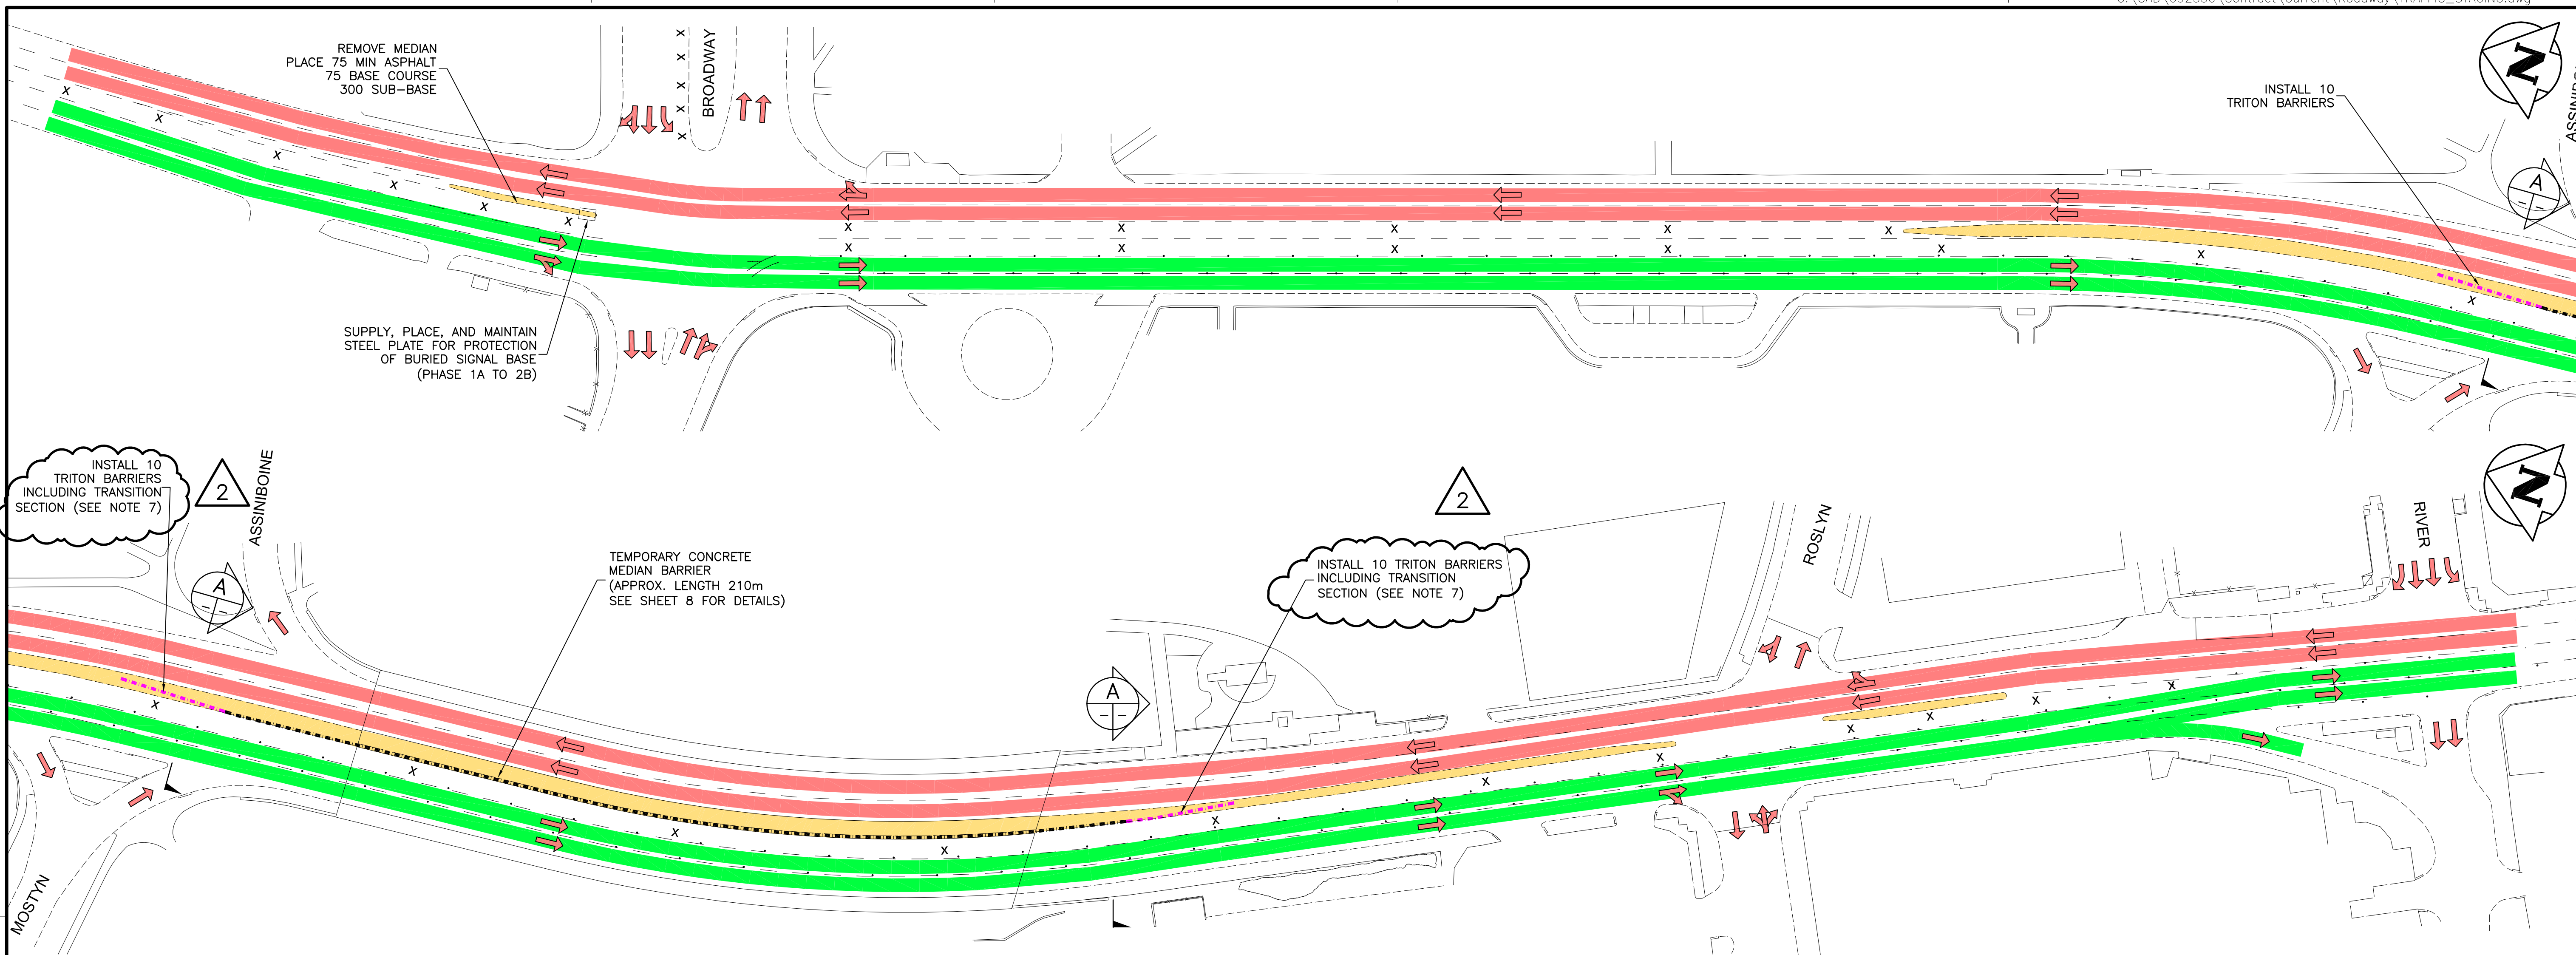 REMOVE MEDIAN
PLACE 75 MIN ASPHALT
75 BASE COURSE
300 SUB-BASE
BROADWAY
INSTALL 10
TRITON BARRIERS
N
A
--
SUPPLY, PLACE, AND MAINTAIN
STEEL PLATE FOR PROTECTION
OF BURIED SIGNAL BASE
(PHASE 1A TO 2B)
INSTALL 10
TRITON BARRIERS
INCLUDING TRANSITION
SECTION (SEE NOTE 7)
2
ASSINIBOINE
A
--
TEMPORARY CONCRETE
MEDIAN BARRIER
(APPROX. LENGTH 210m
SEE SHEET 8 FOR DETAILS)
A
--
2
INSTALL 10 TRITON BARRIERS
INCLUDING TRANSITION
SECTION (SEE NOTE 7)
ROSLYN
RIVER
N
MOSTYN